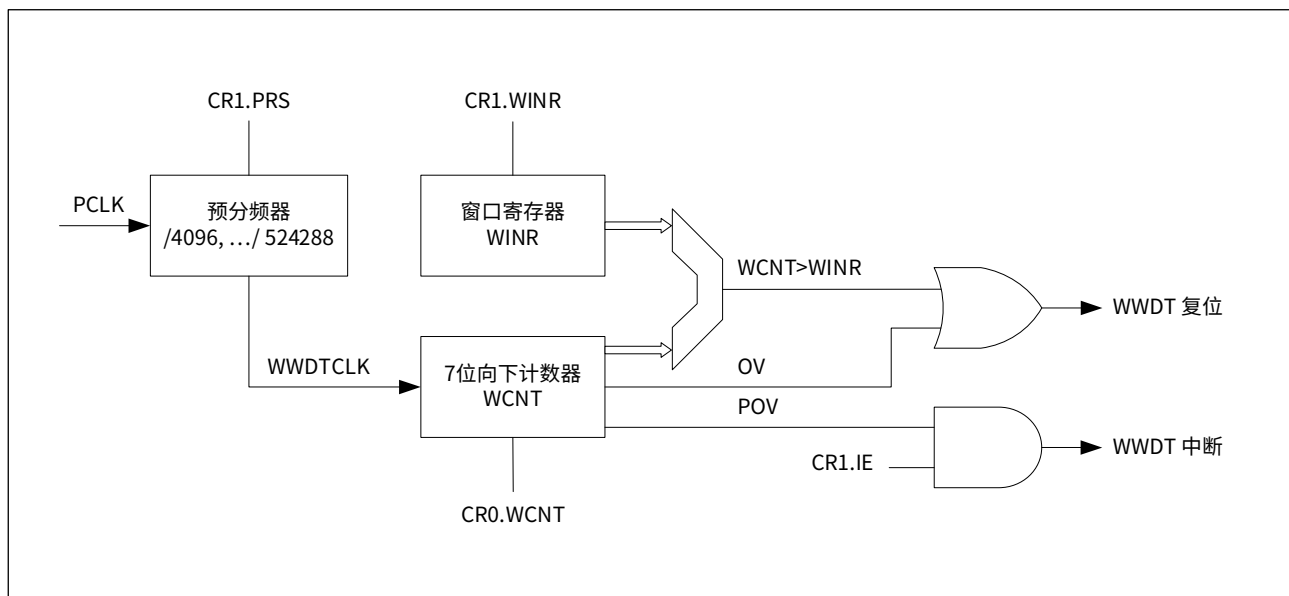 CR1.PRS
CR1.WINR
PCLK
预分频器
/4096, …/ 524288
窗口寄存器
WINR
WCNT>WINR
WWDT 复位
WWDTCLK
7位向下计数器
WCNT
OV
POV
CR1.IE
WWDT 中断
CR0.WCNT